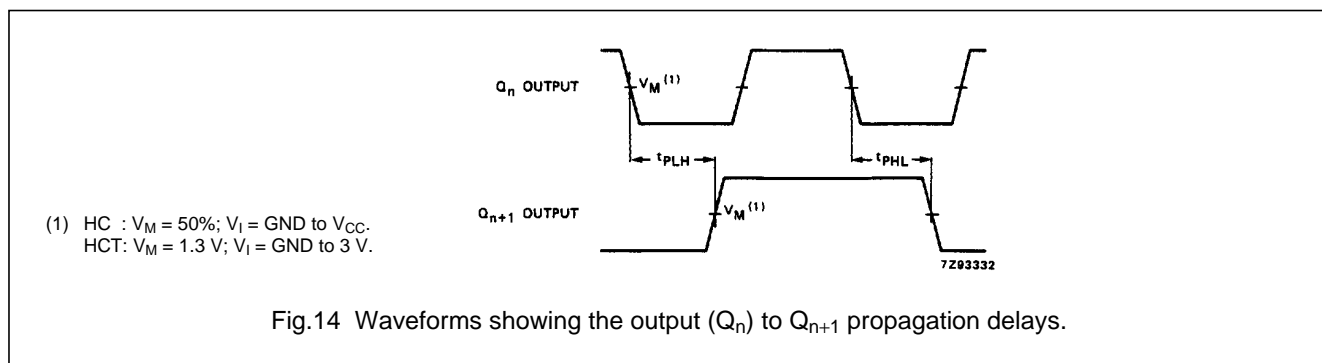 Qn OUTPUT
VM (1)
tPLH
tPHL
Qn+1 OUTPUT
VM (1)
7Z93332
(1) HC : VM = 50%; VI = GND to VCC.
HCT: VM = 1.3 V; VI = GND to 3 V.
Fig.14 Waveforms showing the output (Qn) to Qn+1 propagation delays.